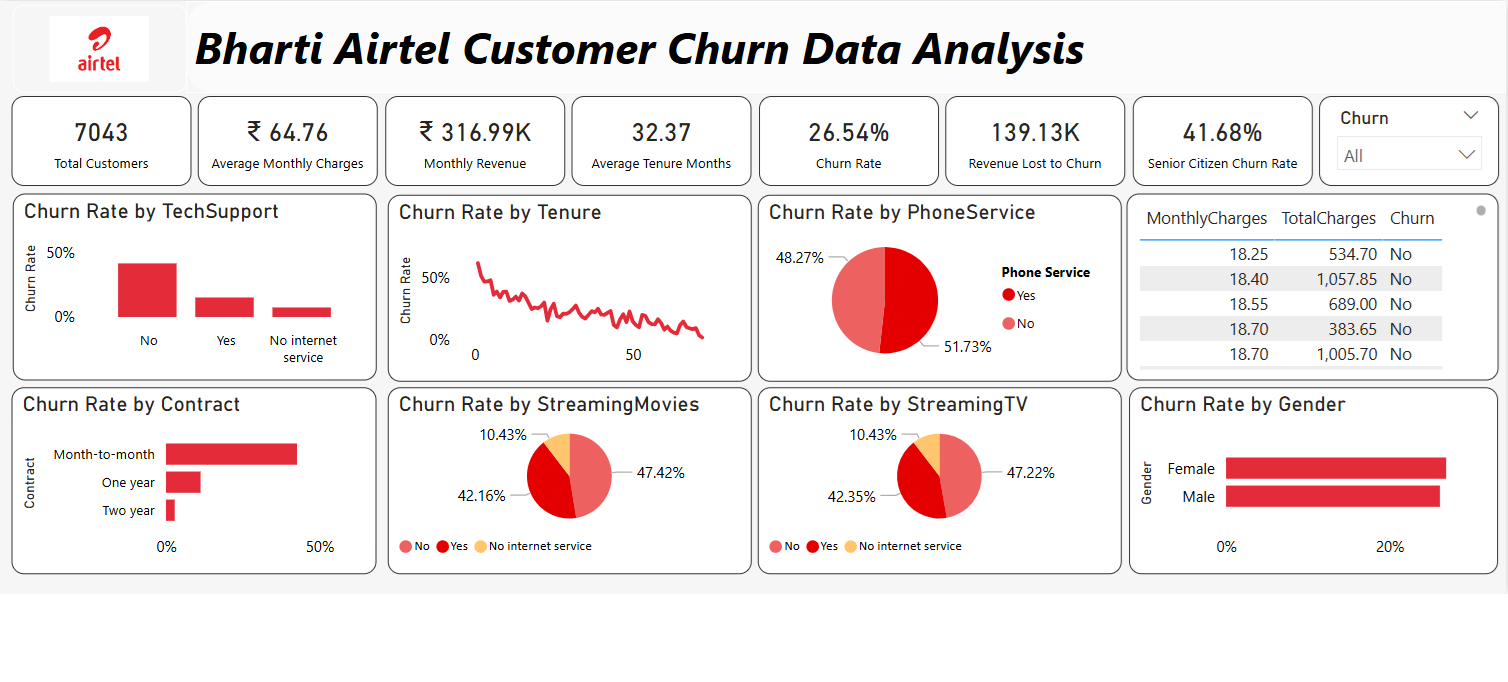 airtel
Bharti Airtel Customer Churn Data Analysis
7043
Total Customers
₹ 64.76
Average Monthly Charges
₹ 316.99K
Monthly Revenue
32.37
Average Tenure Months
26.54%
Churn Rate
139.13K
Revenue Lost to Churn
41.68%
Senior Citizen Churn Rate
Churn
All
Churn Rate by TechSupport
Churn Rate
50%
0%
No
Yes
No internet
service
Churn Rate by Tenure
Churn Rate
50%
0%
0
50
Churn Rate by PhoneService
48.27%
51.73%
Phone Service
Yes
No
MonthlyCharges TotalCharges Churn
18.25 534.70 No
18.40 1,057.85 No
18.55 689.00 No
18.70 383.65 No
18.70 1,005.70 No
Churn Rate by Contract
Contract
Month-to-month
One year
Two year
0%
50%
Churn Rate by StreamingMovies
10.43%
47.42%
42.16%
No Yes No internet service
Churn Rate by StreamingTV
10.43%
47.22%
42.35%
No Yes No internet service
Churn Rate by Gender
Gender
Female
Male
0%
20%